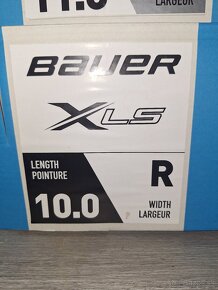 LARGEUR
BAUER
XLS
LENGTH
POINTURE
R
10.0
WIDTH
LARGEUR